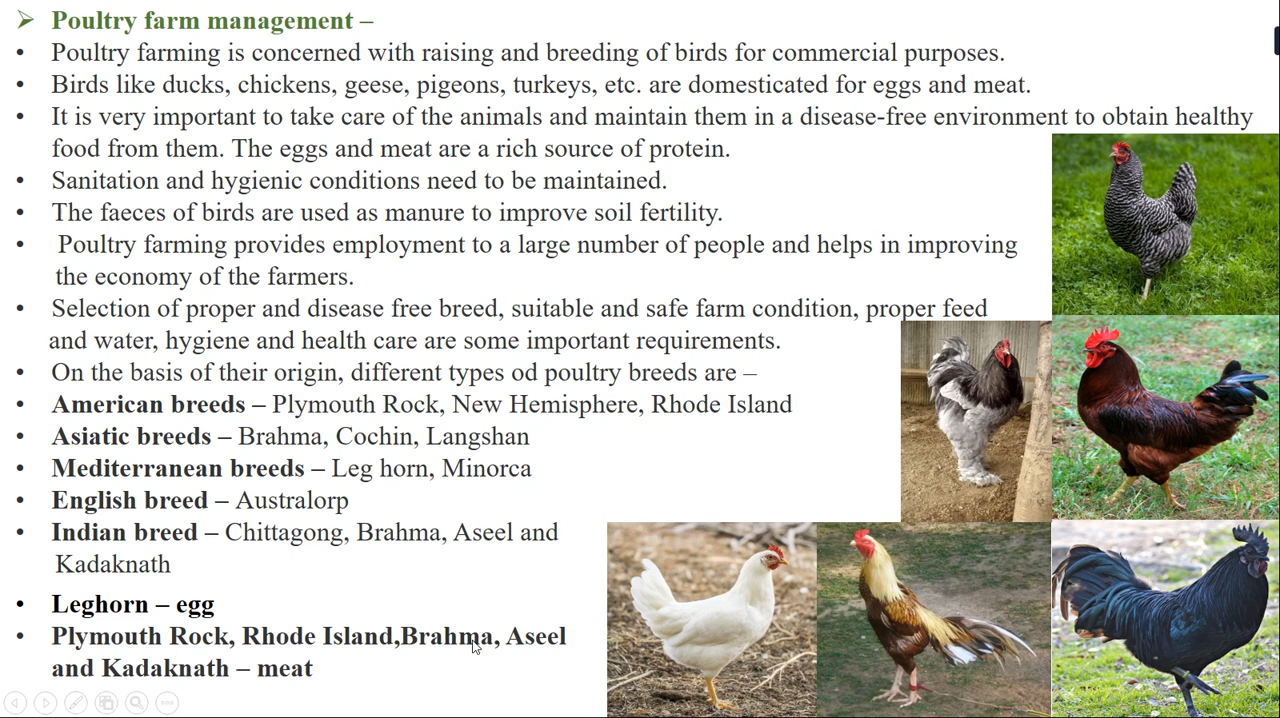 ➢ Poultry farm management –
• Poultry farming is concerned with raising and breeding of birds for commercial purposes.
• Birds like ducks, chickens, geese, pigeons, turkeys, etc. are domesticated for eggs and meat.
• It is very important to take care of the animals and maintain them in a disease-free environment to obtain healthy
food from them. The eggs and meat are a rich source of protein.
• Sanitation and hygienic conditions need to be maintained.
• The faeces of birds are used as manure to improve soil fertility.
• Poultry farming provides employment to a large number of people and helps in improving
the economy of the farmers.
• Selection of proper and disease free breed, suitable and safe farm condition, proper feed
and water, hygiene and health care are some important requirements.
• On the basis of their origin, different types od poultry breeds are –
• American breeds – Plymouth Rock, New Hemisphere, Rhode Island
• Asiatic breeds – Brahma, Cochin, Langshan
• Mediterranean breeds – Leg horn, Minorca
• English breed – Australorp
• Indian breed – Chittagong, Brahma, Aseel and
Kadaknath
• Leghorn – egg
• Plymouth Rock, Rhode Island,Brahma, Aseel
and Kadaknath – meat